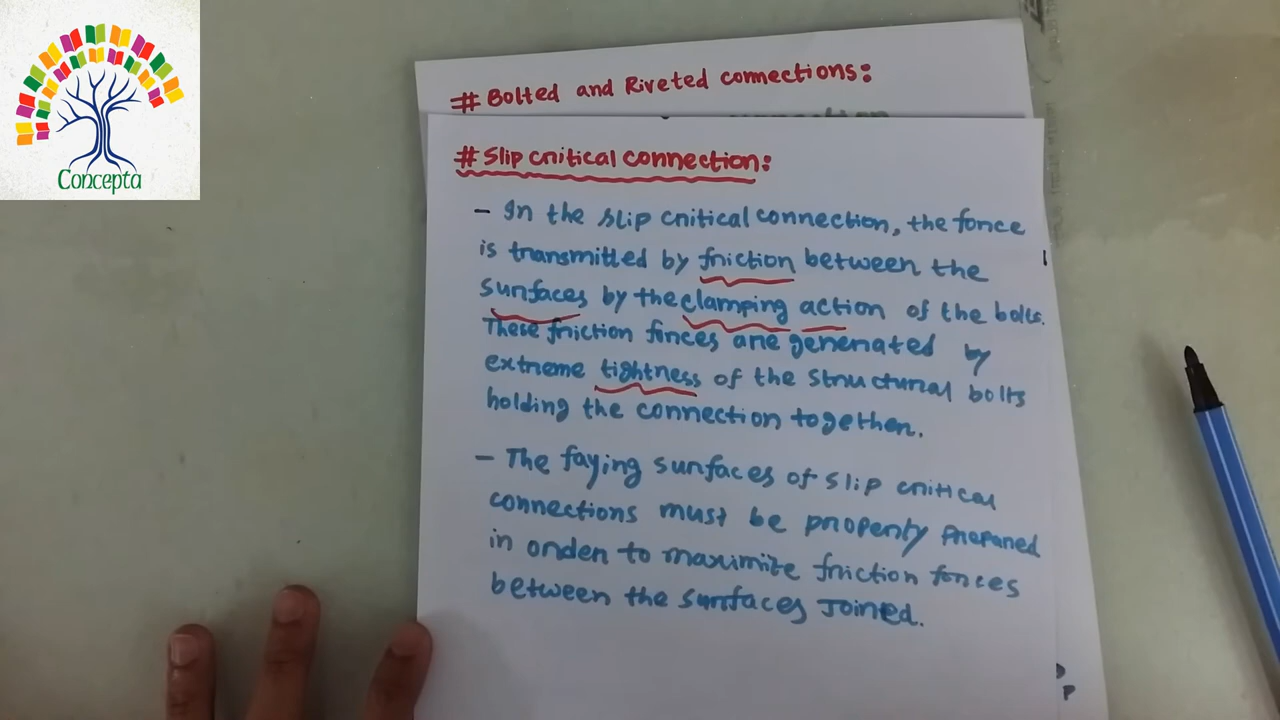 Concepta
# Bolted and Riveted connections:
# Slip critical connection:
- In the slip critical connection, the force
is transmitted by friction between the
surfaces by the clamping action of the bolts.
These friction forces are generated by
extreme tightness of the structural bolts
holding the connection together.
- The faying surfaces of slip critical
connections must be properly prepared
in order to maximize friction forces
between the surfaces joined.
P